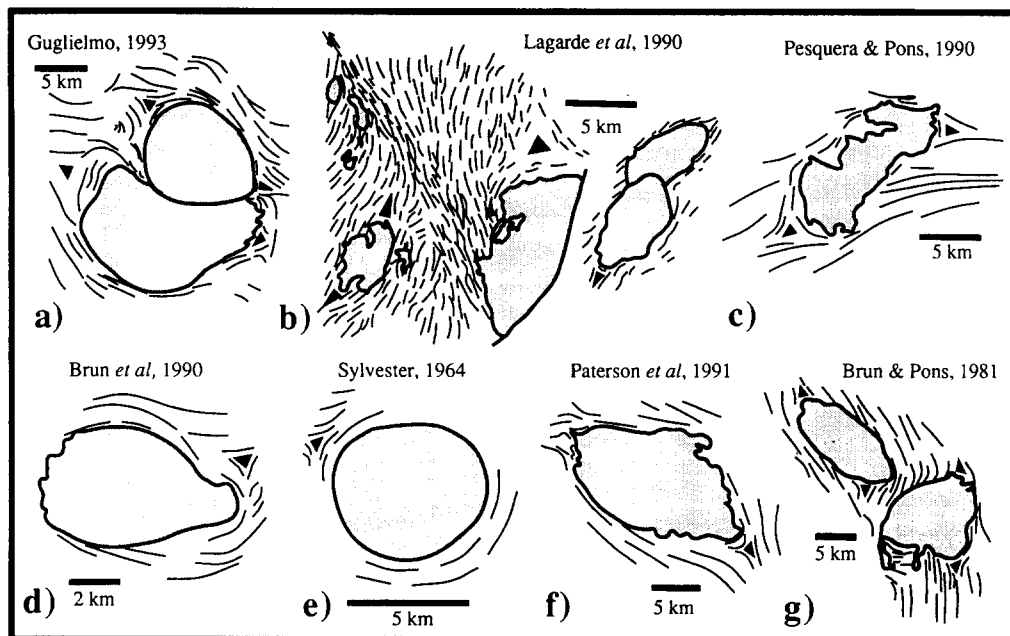 Guglielmo, 1993
5 km
a)
Lagarde et al, 1990
5 km
b)
Pesquera & Pons, 1990
5 km
c)
Brun et al, 1990
2 km
d)
Sylvester, 1964
5 km
e)
Paterson et al, 1991
5 km
f)
Brun & Pons, 1981
5 km
g)